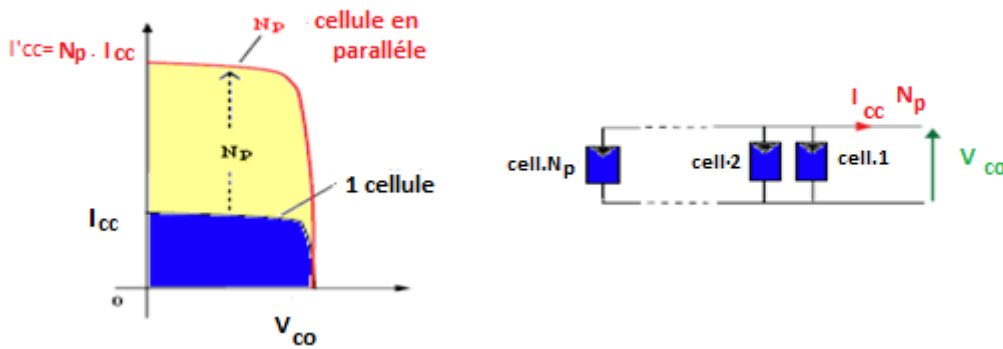 Np cellule en
paralléle
I'cc= Np . Icc
Np
1 cellule
Icc
o
Vco
Icc Np
cell.Np
cell.2
cell.1
Vco